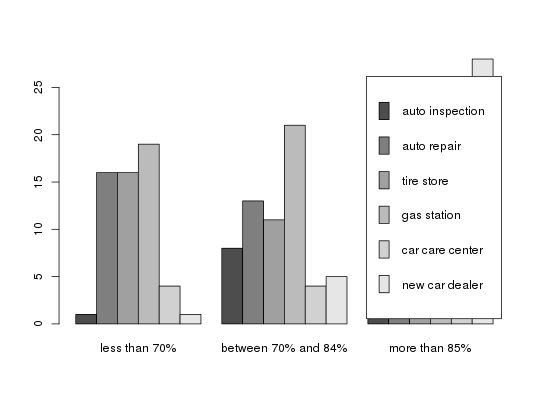 25
20
15
10
5
0
auto inspection
auto repair
tire store
gas station
car care center
new car dealer
less than 70%
between 70% and 84%
more than 85%